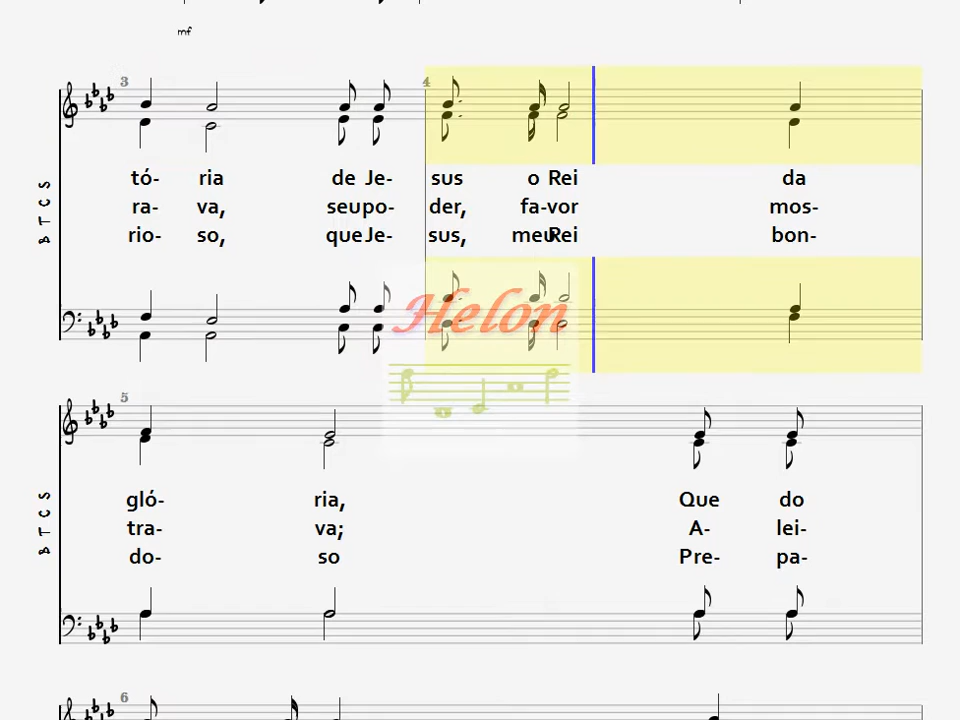 mf
3
4
tó- ria de Je- sus o Rei da
ra- va, seupo- der, fa-vor mos-
rio- so, queJe- sus, meuRei bon-
B T C S
Helon
5
gló- ria, Que do
tra- va; A- lei-
do- so Pre- pa-
B T C S
6